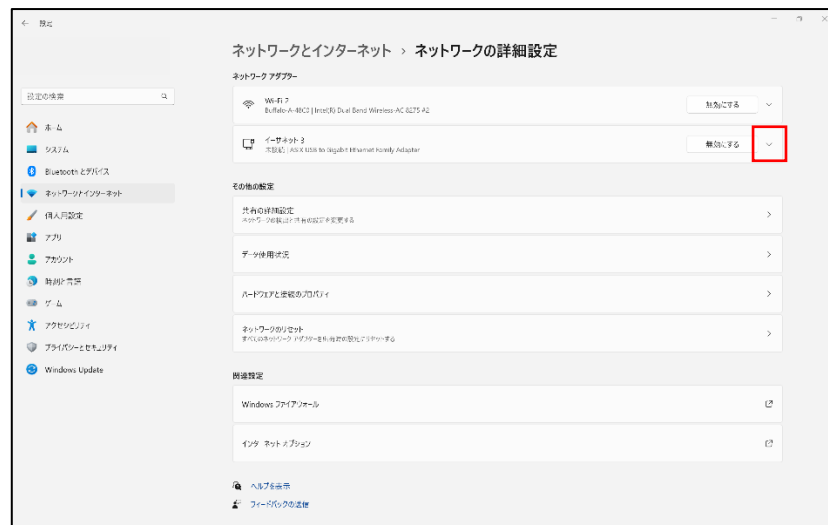 ← 設定
ネットワークとインターネット › ネットワークの詳細設定
ネットワーク アダプター
設定の検索
Wi-Fi 2
Buffalo-A-4BC0 | Intel(R) Dual Band Wireless-AC 8275 #2
無効にする
イーサネット 3
未接続 | ASIX USB to Gigabit Ethernet Family Adapter
無効にする
ホーム
システム
Bluetooth とデバイス
ネットワークとインターネット
個人用設定
アプリ
アカウント
時刻と言語
ゲーム
アクセシビリティ
プライバシーとセキュリティ
Windows Update
その他の設定
共有の詳細設定
ネットワークの検出と共有の設定を変更する
データ使用状況
ハードウェアと接続のプロパティ
ネットワークのリセット
すべてのネットワーク アダプターを出荷時の設定にリセットする
関連設定
Windows ファイアウォール
インターネット オプション
ヘルプを表示
フィードバックの送信